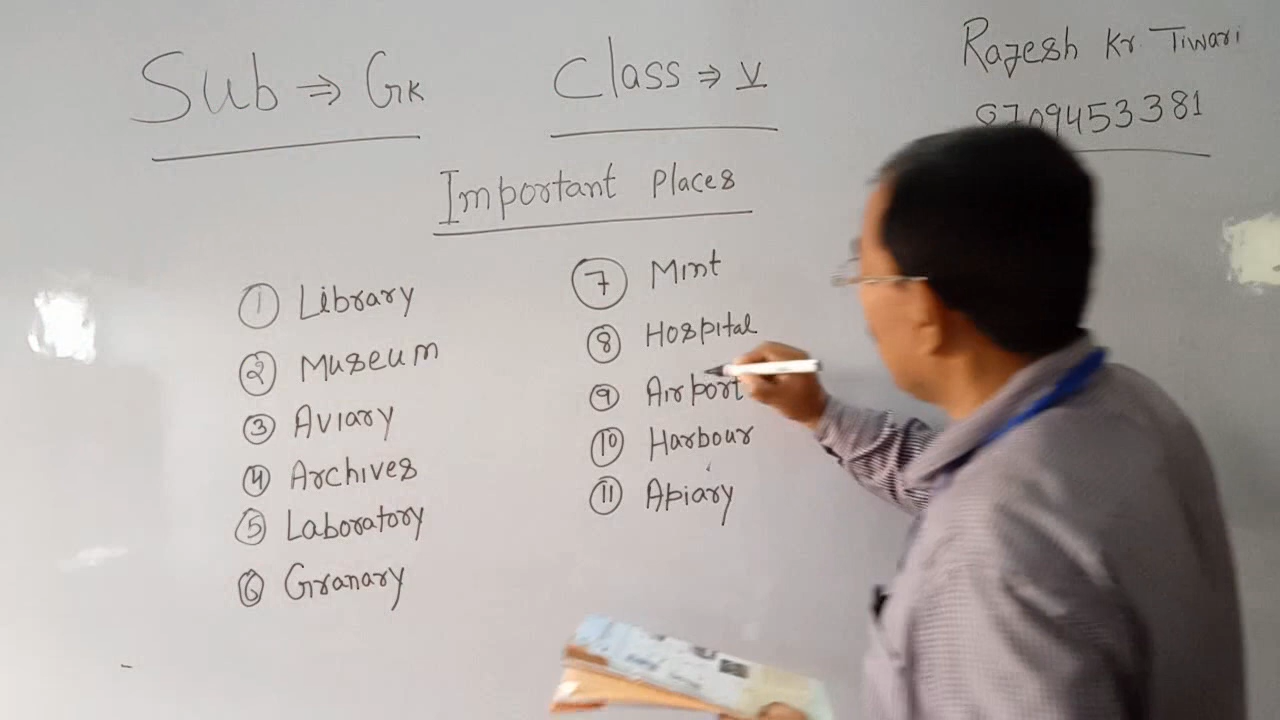 Sub ⇒ GK
Class ⇒ V
Rajesh Kr Tiwari
8709453381
Important Places
① Library
② Museum
③ Aviary
④ Archives
⑤ Laboratory
⑥ Granary
⑦ Mint
⑧ Hospital
⑨ Airport
⑩ Harbour
⑪ Apiary